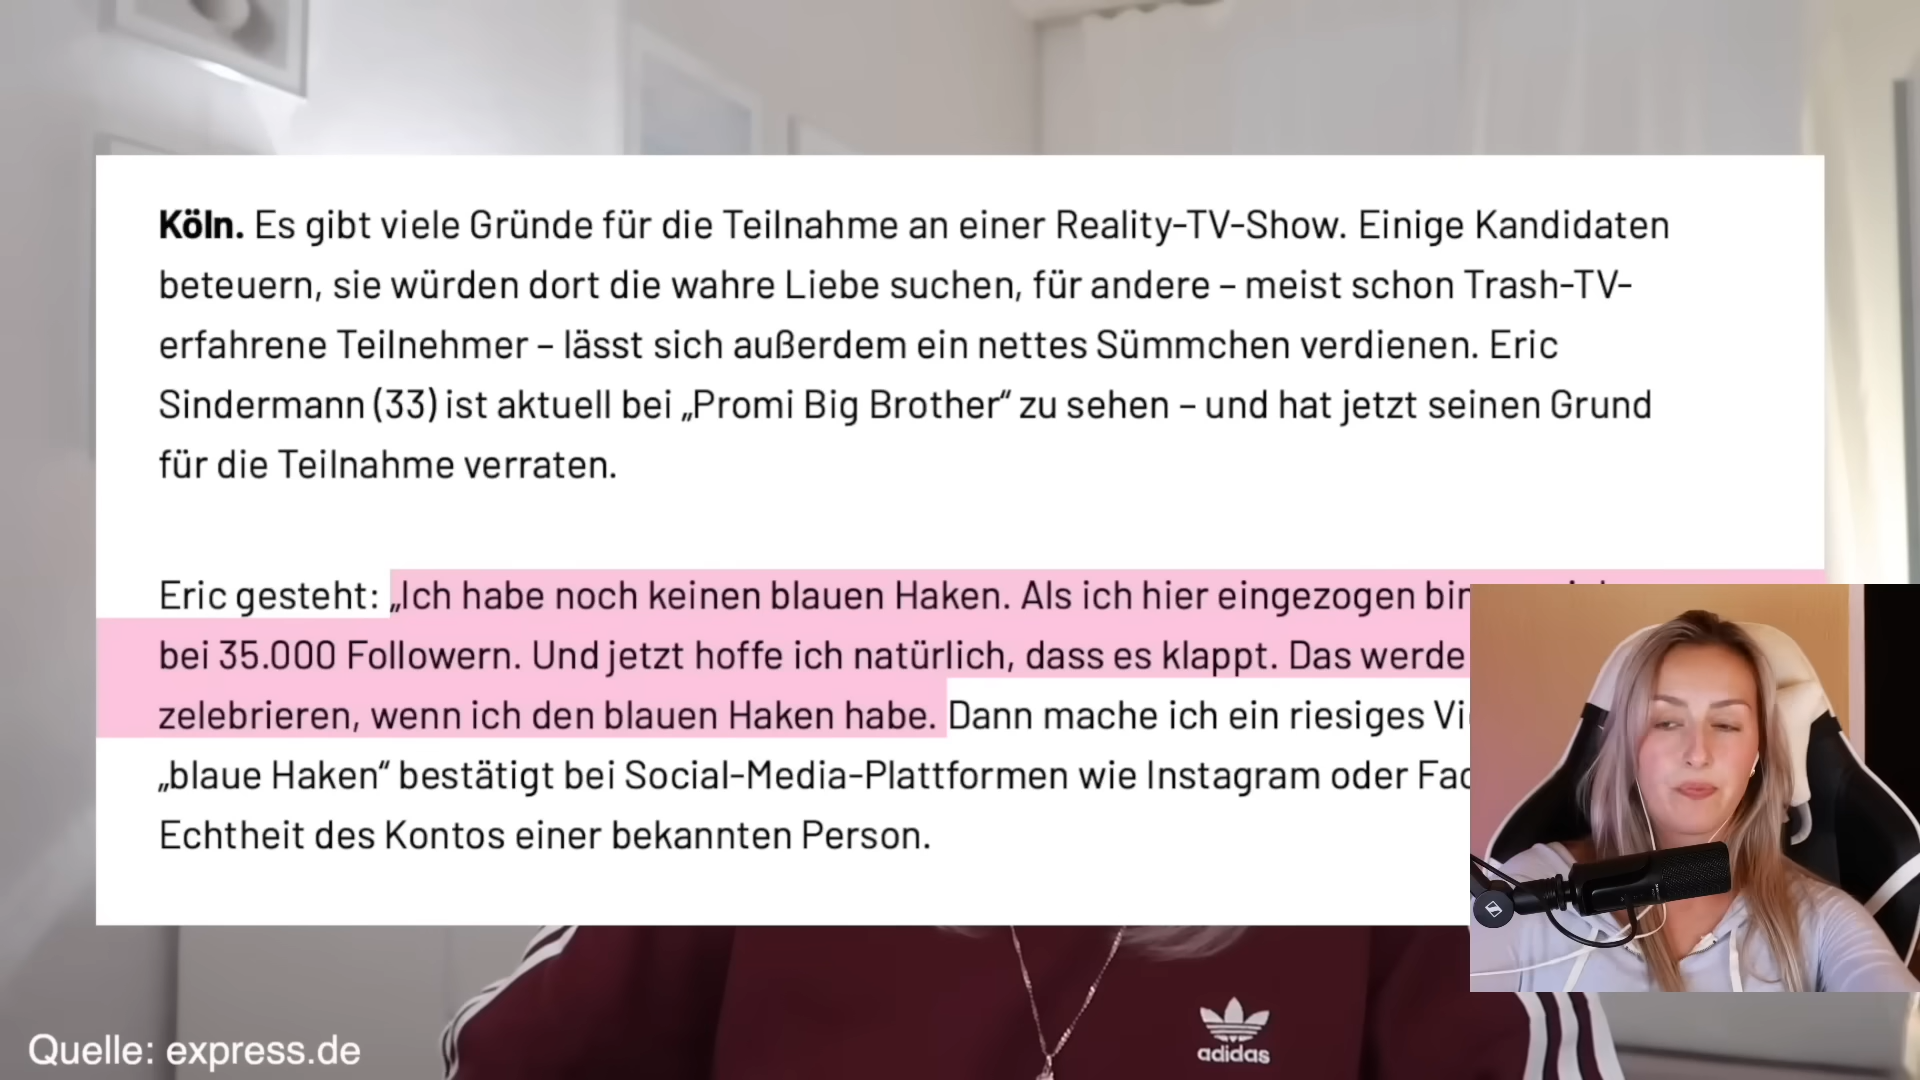 Köln. Es gibt viele Gründe für die Teilnahme an einer Reality-TV-Show. Einige Kandidaten
beteuern, sie würden dort die wahre Liebe suchen, für andere – meist schon Trash-TV-
erfahrene Teilnehmer – lässt sich außerdem ein nettes Sümmchen verdienen. Eric
Sindermann (33) ist aktuell bei „Promi Big Brother“ zu sehen – und hat jetzt seinen Grund
für die Teilnahme verraten.
Eric gesteht: „Ich habe noch keinen blauen Haken. Als ich hier eingezogen
bei 35.000 Followern. Und jetzt hoffe ich natürlich, dass es klappt. Das werde
zelebrieren, wenn ich den blauen Haken habe. Dann mache ich ein riesiges
„blaue Haken“ bestätigt bei Social-Media-Plattformen wie Instagram oder
Echtheit des Kontos einer bekannten Person.
adidas
Quelle: express.de